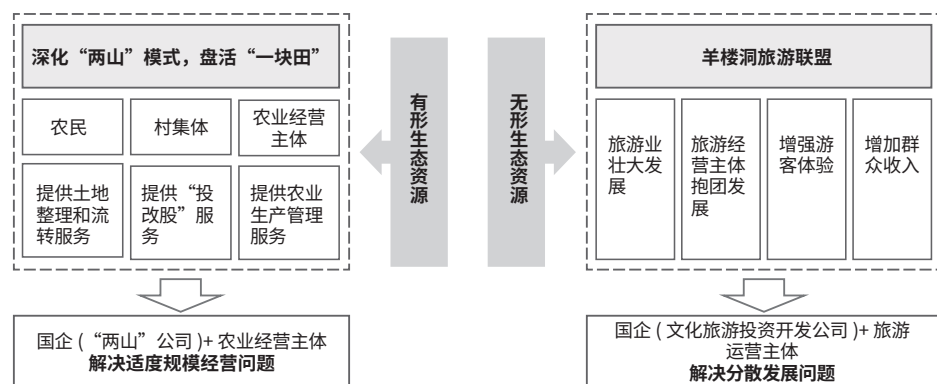 深化“两山”模式，盘活“一块田”
农民
村集体
农业经营
主体
提供土地
整理和流
转服务
提供“投
改股”服
务
提供农业
生产管理
服务
国企 (“两山”公司 )+ 农业经营主体
解决适度规模经营问题
有形生态资源
无形生态资源
羊楼洞旅游联盟
旅游业
壮大发
展
旅游经
营主体
抱团发
展
增强游
客体验
增加群
众收入
国企 ( 文化旅游投资开发公司 )+ 旅游
运营主体
解决分散发展问题